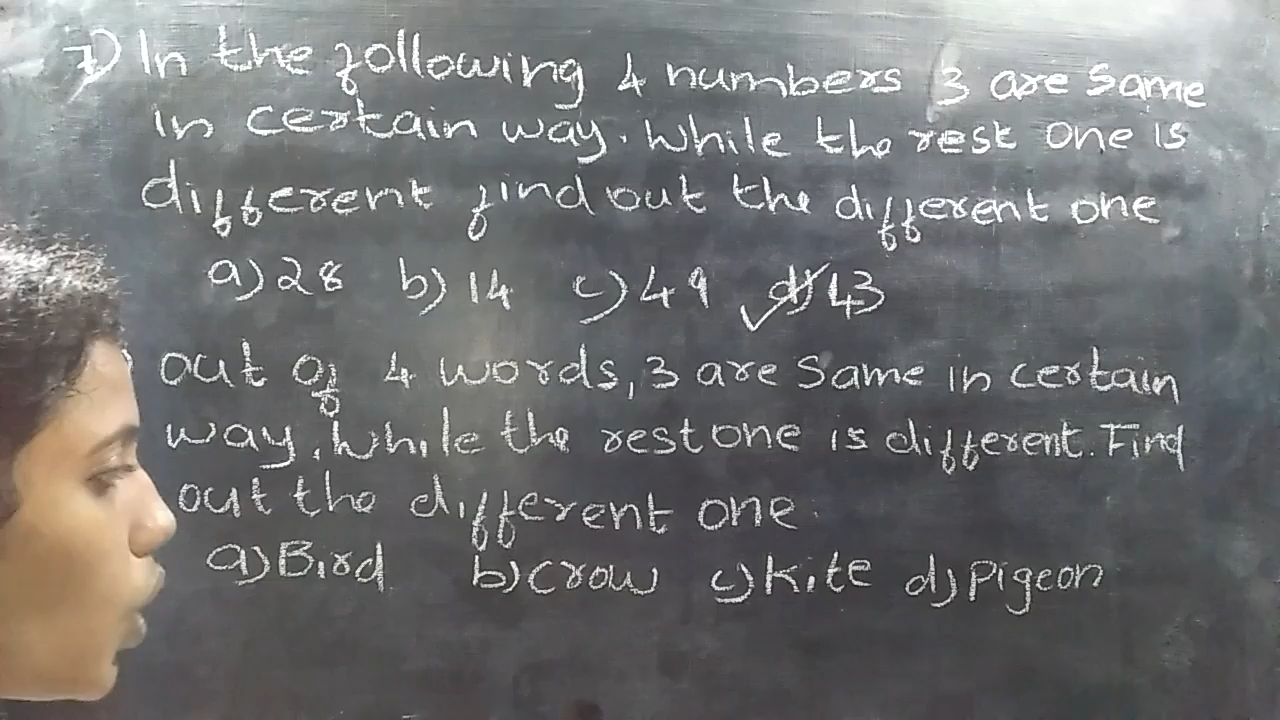 7) In the following 4 numbers 3 are same
in certain way. While the rest one is
different find out the different one
a) 28 b) 14 c) 49 d) 43
) out of 4 words, 3 are same in certain
way, while the rest one is different. Find
out the different one.
a) Bird b) crow c) Kite d) Pigeon